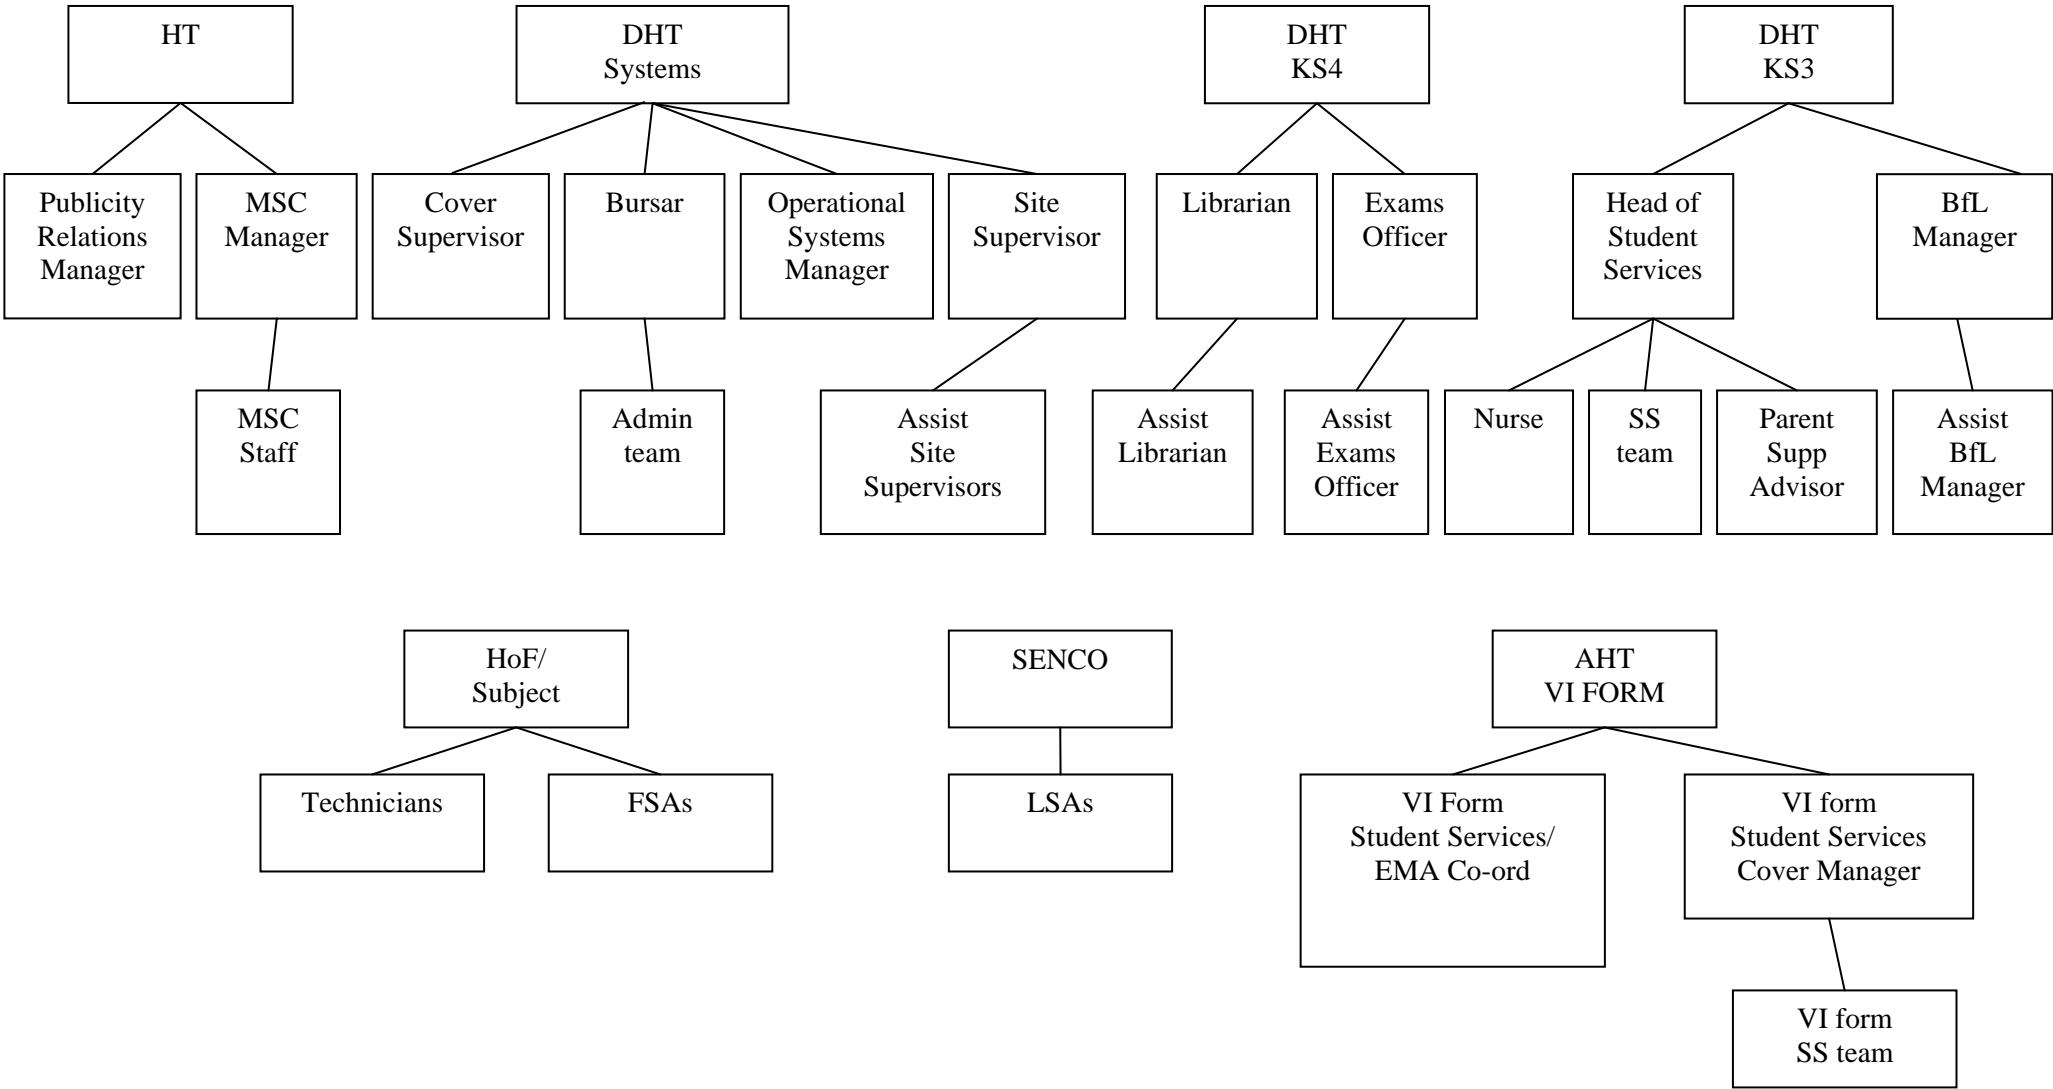 HT
DHT
Systems
DHT
KS4
DHT
KS3
Publicity
Relations
Manager
MSC
Manager
Cover
Supervisor
Bursar
Operational
Systems
Manager
Site
Supervisor
Librarian
Exams
Officer
Head of
Student
Services
BfL
Manager
MSC
Staff
Admin
team
Assist
Site
Supervisors
Assist
Librarian
Assist
Exams
Officer
Nurse
SS
team
Parent
Supp
Advisor
Assist
BfL
Manager
HoF/
Subject
SENCO
AHT
VI FORM
Technicians
FSAs
LSAs
VI Form
Student Services/
EMA Co-ord
VI form
Student Services
Cover Manager
VI form
SS team